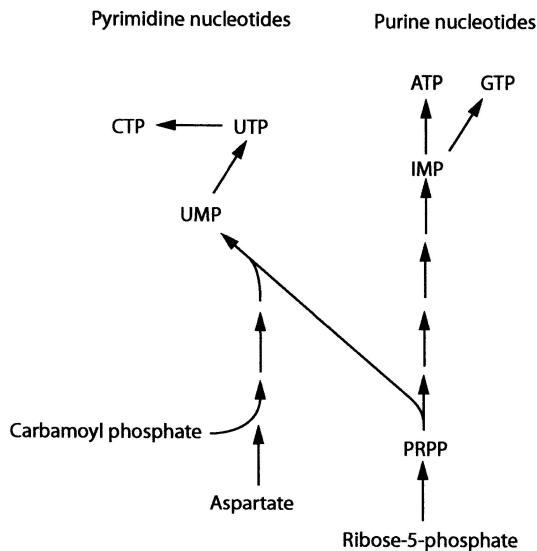 Pyrimidine nucleotides
Purine nucleotides
ATP
GTP
CTP
UTP
IMP
UMP
Carbamoyl phosphate
PRPP
Aspartate
Ribose-5-phosphate